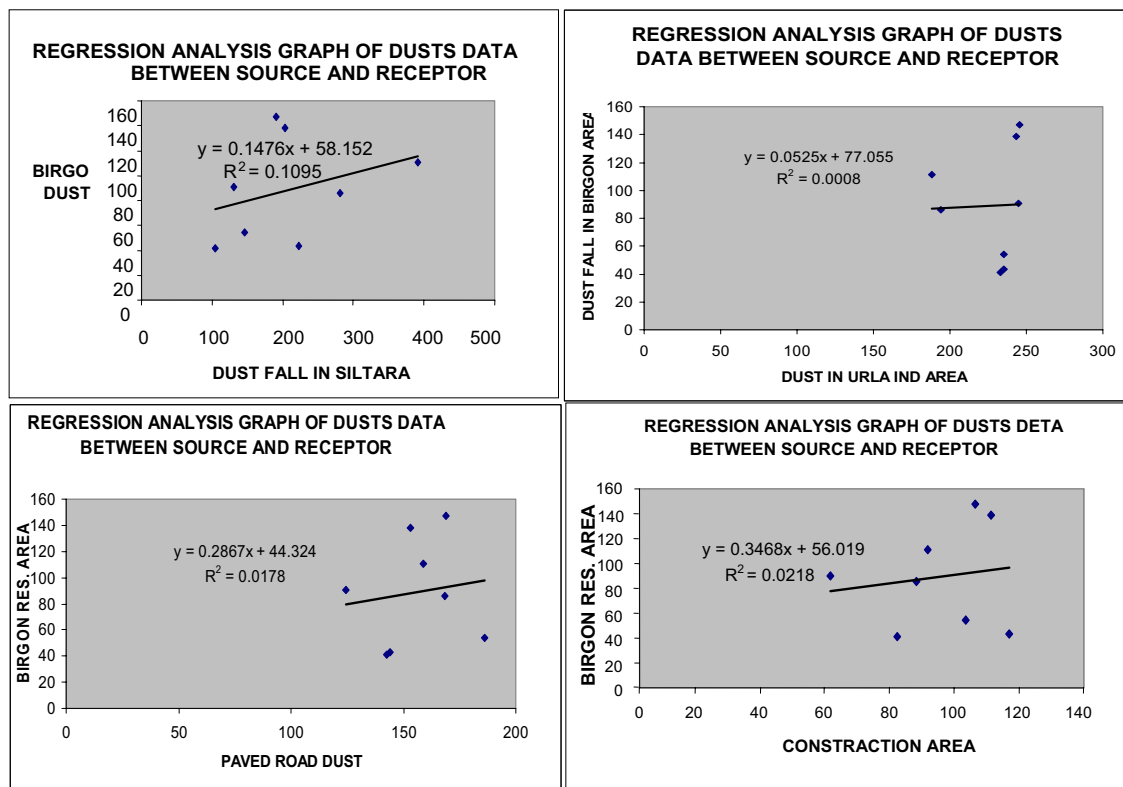 REGRESSION ANALYSIS GRAPH OF DUSTS DATA
BETWEEN SOURCE AND RECEPTOR
BIRGO
DUST
160
140
120
100
80
60
40
20
0
y = 0.1476x + 58.152
R² = 0.1095
0 100 200 300 400 500
DUST FALL IN SILTARA
REGRESSION ANALYSIS GRAPH OF DUSTS
DATA BETWEEN SOURCE AND RECEPTOR
DUST FALL IN BIRGON AREA
160
140
120
100
80
60
40
20
0
y = 0.0525x + 77.055
R² = 0.0008
0 50 100 150 200 250 300
DUST IN URLA IND AREA
REGRESSION ANALYSIS GRAPH OF DUSTS DATA
BETWEEN SOURCE AND RECEPTOR
BIRGON RES. AREA
160
140
120
100
80
60
40
20
0
y = 0.2867x + 44.324
R² = 0.0178
0 50 100 150 200
PAVED ROAD DUST
REGRESSION ANALYSIS GRAPH OF DUSTS DETA
BETWEEN SOURCE AND RECEPTOR
BIRGON RES. AREA
160
140
120
100
80
60
40
20
0
y = 0.3468x + 56.019
R² = 0.0218
0 20 40 60 80 100 120 140
CONSTRACTION AREA